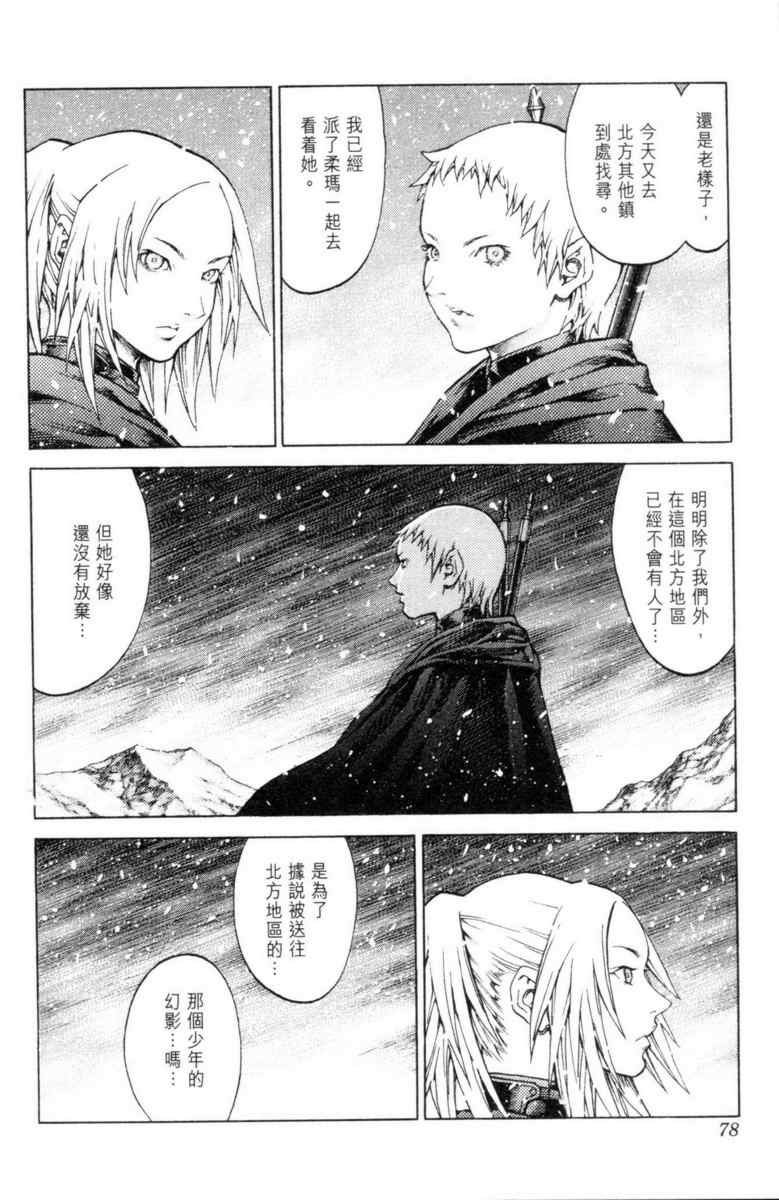 還是老樣子，
今天又去
北方其他鎮
到處找尋。
我已經
派了柔瑪一起去
看着她。
明明除了我們外，
在這個北方地區
已經不會有人了…
但她好像
還沒有放棄…
是為了
據説被送往
北方地區的…
那個少年的
幻影…嗎…
78